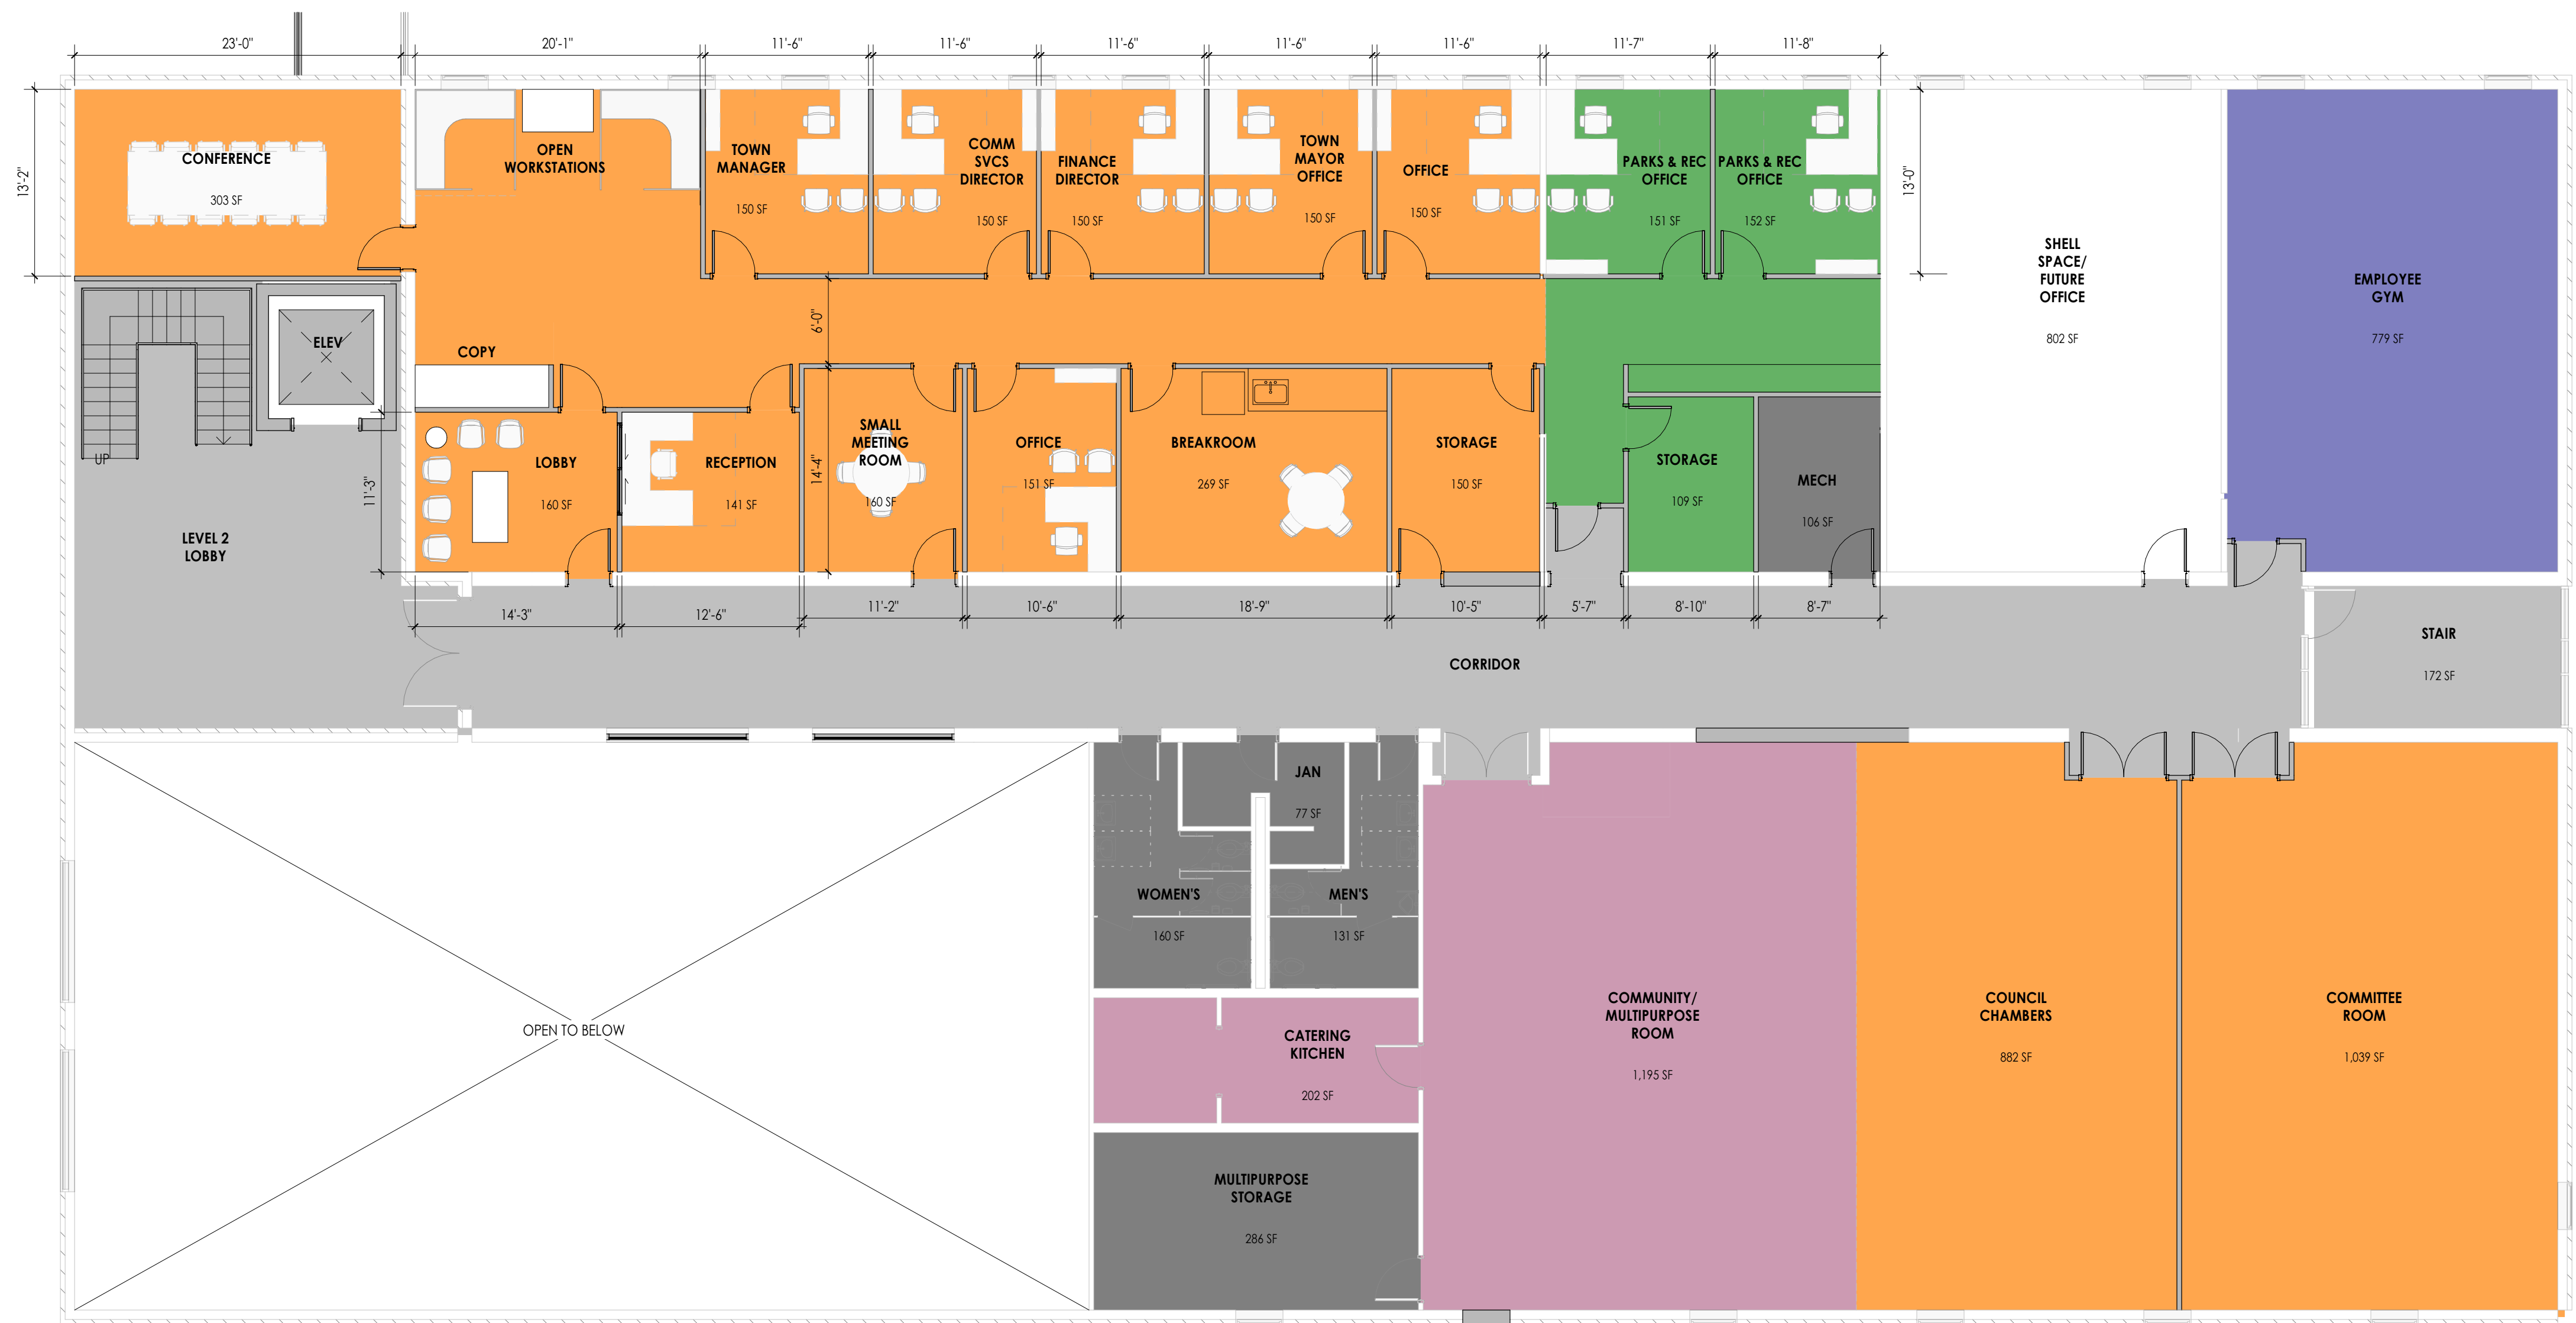 23'-0"
20'-1"
11'-6"
11'-6"
11'-6"
11'-6"
11'-6"
11'-7"
11'-8"
13'-2"
CONFERENCE
303 SF
OPEN
WORKSTATIONS
TOWN
MANAGER
150 SF
COMM
SVCS
DIRECTOR
150 SF
FINANCE
DIRECTOR
150 SF
TOWN
MAYOR
OFFICE
150 SF
OFFICE
150 SF
PARKS & REC
OFFICE
151 SF
PARKS & REC
OFFICE
152 SF
13'-0"
SHELL
SPACE/
FUTURE
OFFICE
802 SF
EMPLOYEE
GYM
779 SF
ELEV
COPY
6'-0"
UP
LEVEL 2
LOBBY
11'-3"
LOBBY
160 SF
RECEPTION
141 SF
14'-4"
SMALL
MEETING
ROOM
160 SF
OFFICE
151 SF
BREAKROOM
269 SF
STORAGE
150 SF
STORAGE
109 SF
MECH
106 SF
14'-3"
12'-6"
11'-2"
10'-6"
18'-9"
10'-5"
5'-7"
8'-10"
8'-7"
CORRIDOR
STAIR
172 SF
JAN
77 SF
WOMEN'S
160 SF
MEN'S
131 SF
OPEN TO BELOW
CATERING
KITCHEN
202 SF
COMMUNITY/
MULTIPURPOSE
ROOM
1,195 SF
COUNCIL
CHAMBERS
882 SF
COMMITTEE
ROOM
1,039 SF
MULTIPURPOSE
STORAGE
286 SF